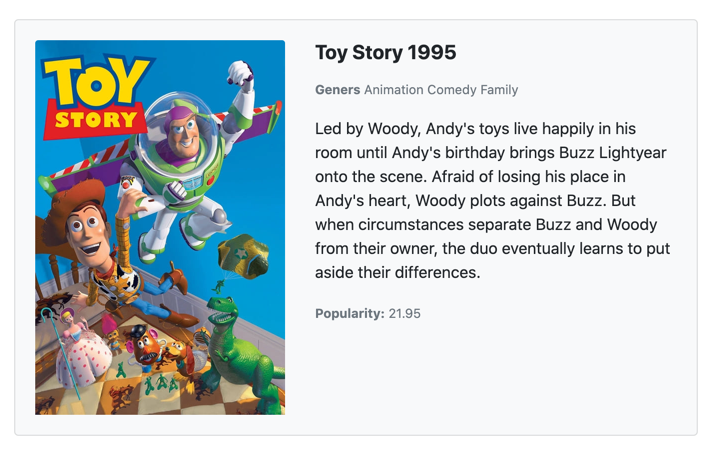 TOY
STORY
Toy Story 1995
Geners Animation Comedy Family
Led by Woody, Andy's toys live happily in his
room until Andy's birthday brings Buzz Lightyear
onto the scene. Afraid of losing his place in
Andy's heart, Woody plots against Buzz. But
when circumstances separate Buzz and Woody
from their owner, the duo eventually learns to put
aside their differences.
Popularity: 21.95